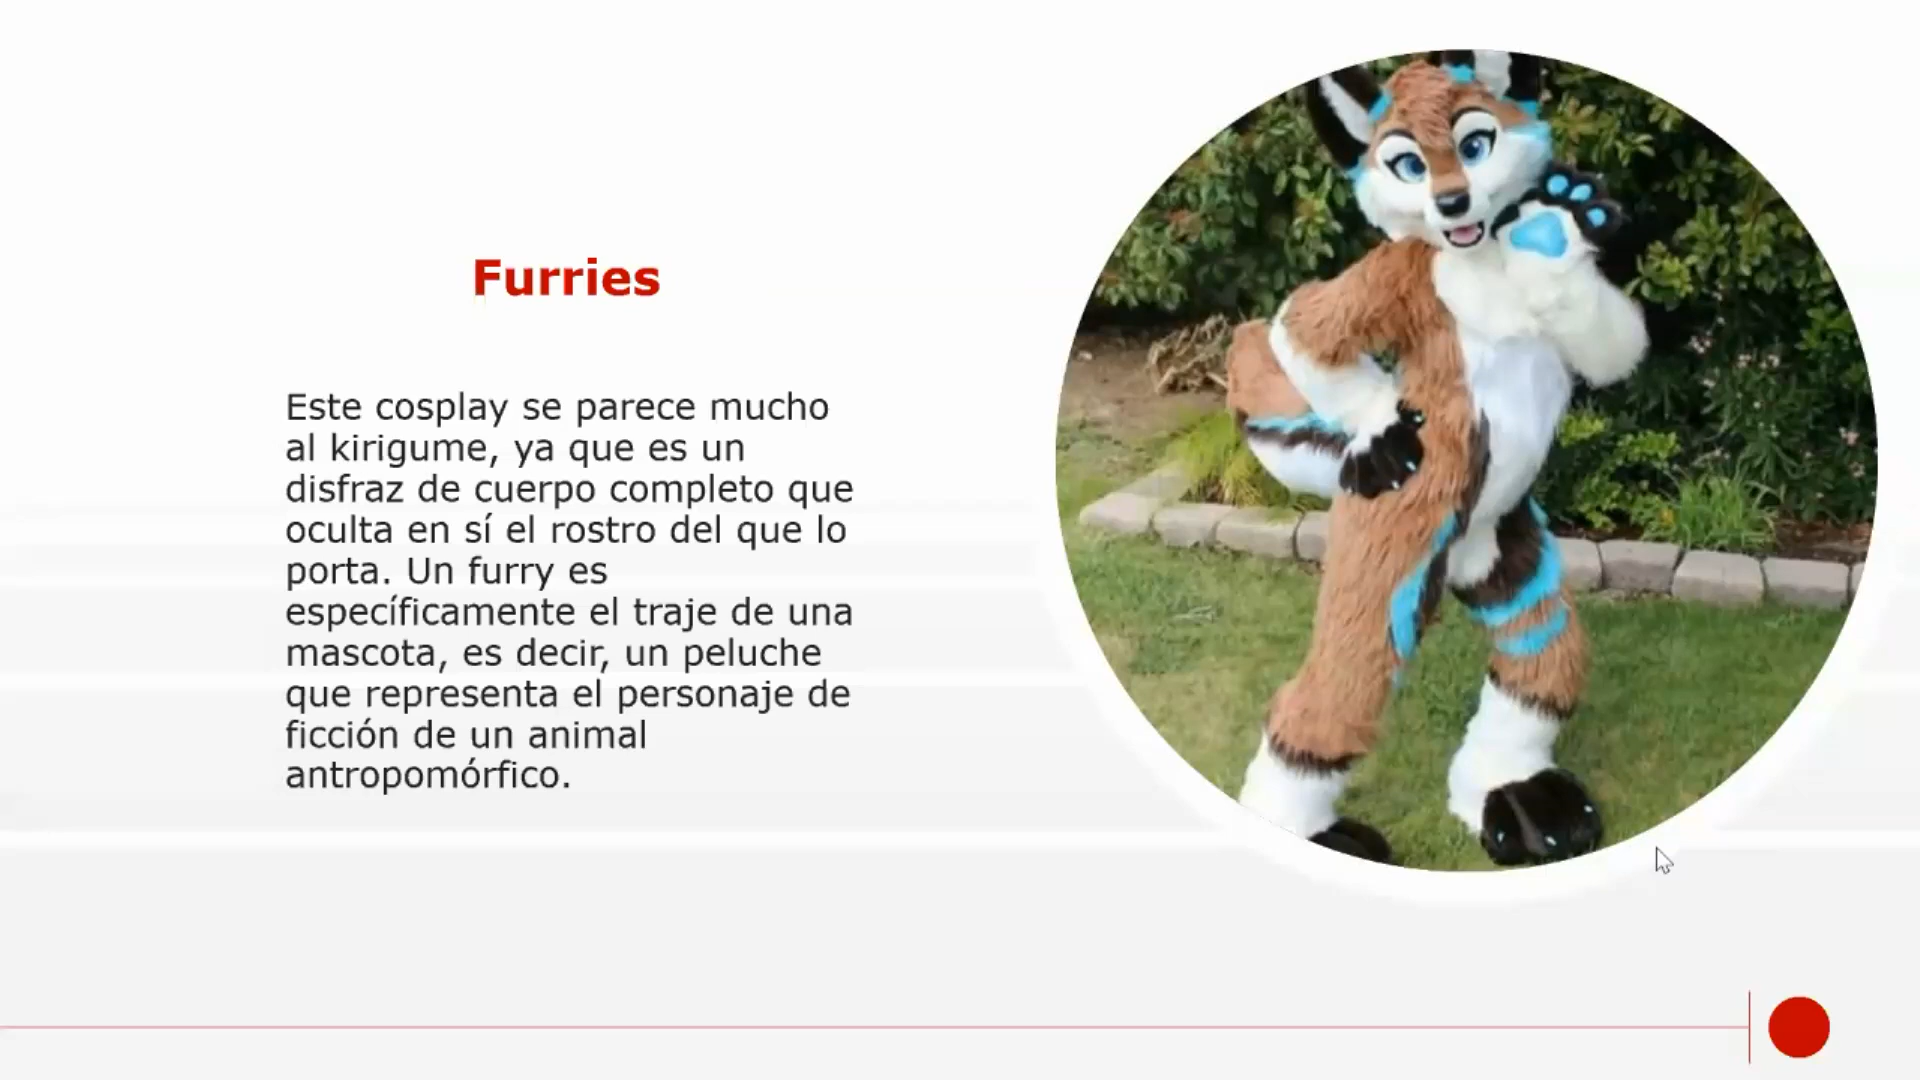 Furries
Este cosplay se parece mucho
al kirigume, ya que es un
disfraz de cuerpo completo que
oculta en sí el rostro del que lo
porta. Un furry es
específicamente el traje de una
mascota, es decir, un peluche
que representa el personaje de
ficción de un animal
antropomórfico.